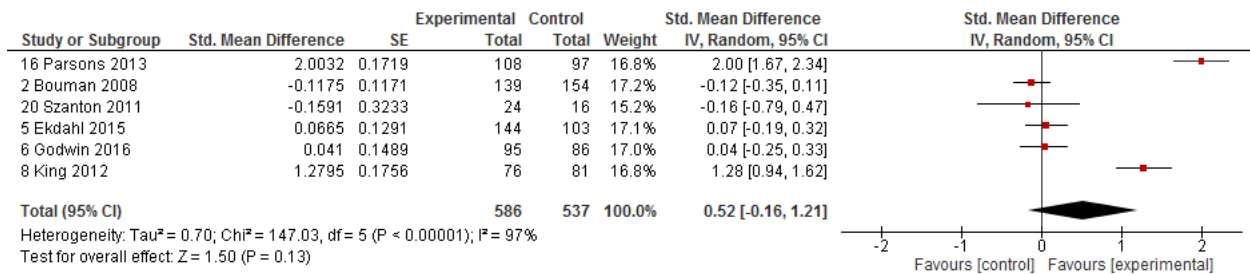 Experimental Control Std. Mean Difference Std. Mean Difference
Study or Subgroup Std. Mean Difference SE Total Total Weight IV, Random, 95% CI IV, Random, 95% CI
16 Parsons 2013 2.0032 0.1719 108 97 16.8% 2.00 [1.67, 2.34]
2 Bouman 2008 -0.1175 0.1171 139 154 17.2% -0.12 [-0.35, 0.11]
20 Szanton 2011 -0.1591 0.3233 24 16 15.2% -0.16 [-0.79, 0.47]
5 Ekdahl 2015 0.0665 0.1291 144 103 17.1% 0.07 [-0.19, 0.32]
6 Godwin 2016 0.041 0.1489 95 86 17.0% 0.04 [-0.25, 0.33]
8 King 2012 1.2795 0.1756 76 81 16.8% 1.28 [0.94, 1.62]
Total (95% CI) 586 537 100.0% 0.52 [-0.16, 1.21]
Heterogeneity: Tau² = 0.70; Chi² = 147.03, df = 5 (P < 0.00001); I² = 97%
Test for overall effect: Z = 1.50 (P = 0.13)
-2 -1 0 1 2
Favours [control] Favours [experimental]